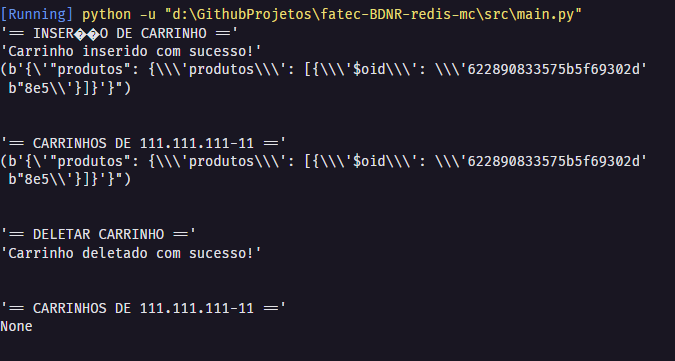 [Running] python -u "d:\GithubProjetos\fatec-BDNR-redis-mc\src\main.py"
'== INSER��O DE CARRINHO =='
'Carrinho inserido com sucesso!'
(b'{\'"produtos": {\\\'produtos\\\': [{\\\'$oid\\\': \\\'622890833575b5f69302d'
 b"8e5\\'}]}'}")
'== CARRINHOS DE 111.111.111-11 =='
(b'{\'"produtos": {\\\'produtos\\\': [{\\\'$oid\\\': \\\'622890833575b5f69302d'
 b"8e5\\'}]}'}")
'== DELETAR CARRINHO =='
'Carrinho deletado com sucesso!'
'== CARRINHOS DE 111.111.111-11 =='
None